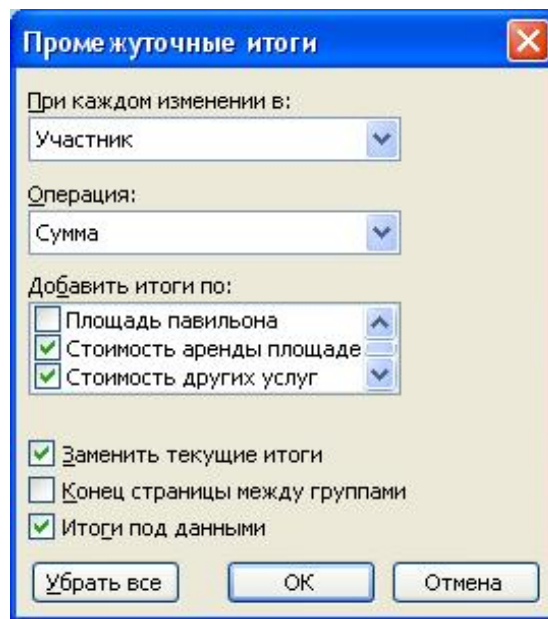 Промежуточные итоги
При каждом изменении в:
Участник
Операция:
Сумма
Добавить итоги по:
Площадь павильона
Стоимость аренды площаде
Стоимость других услуг
Заменить текущие итоги
Конец страницы между группами
Итоги под данными
Убрать все ОК Отмена